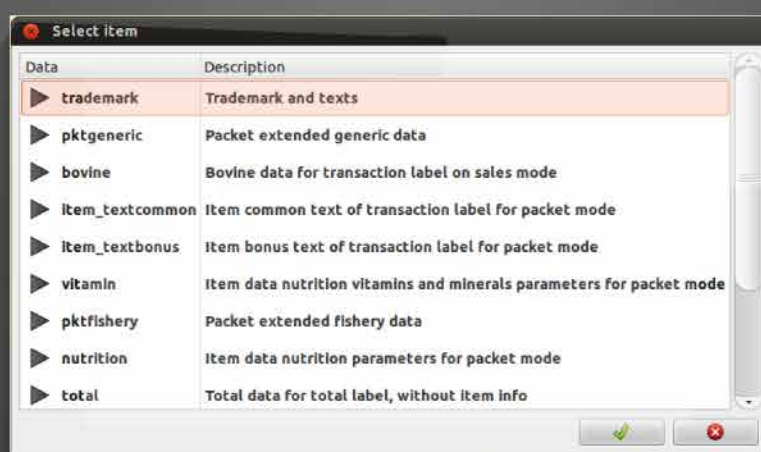 Select item
Data Description
trademark Trademark and texts
pktgeneric Packet extended generic data
bovine Bovine data for transaction label on sales mode
item_textcommon Item common text of transaction label for packet mode
item_textbonus Item bonus text of transaction label for packet mode
vitamin Item data nutrition vitamins and minerals parameters for packet mode
pktfishery Packet extended fishery data
nutrition Item data nutrition parameters for packet mode
total Total data for total label, without item info